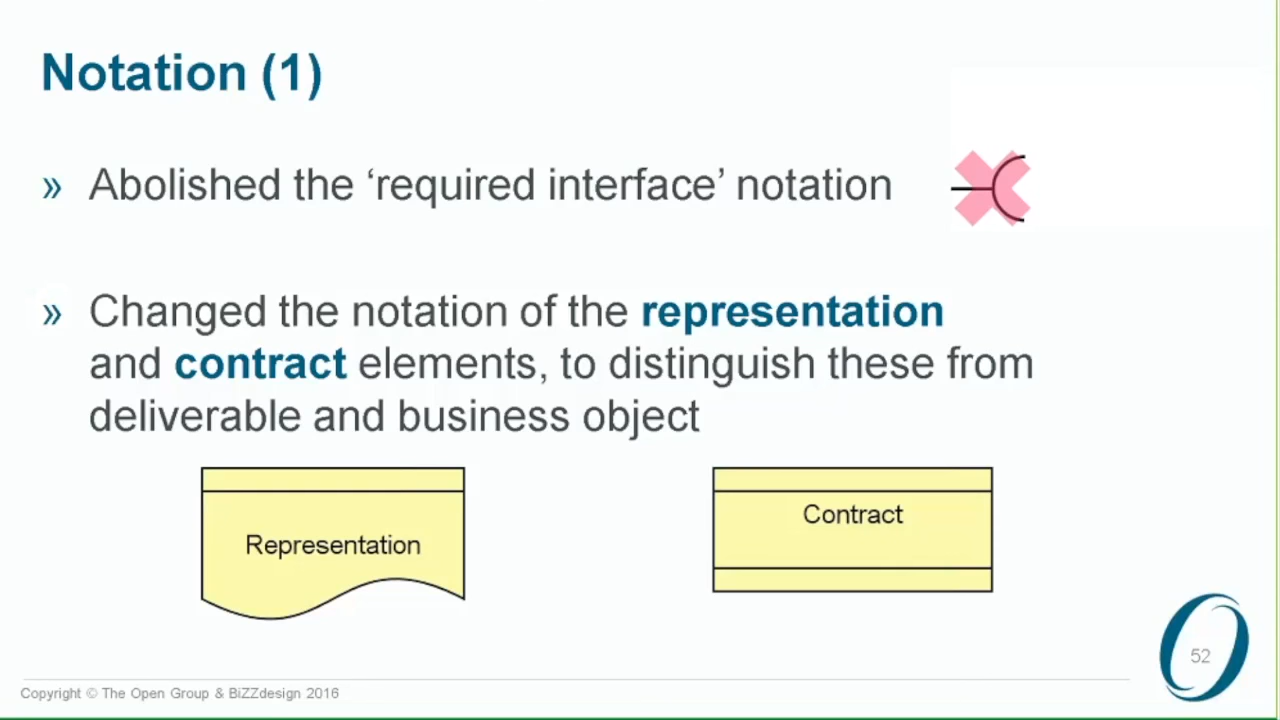 Notation (1)
» Abolished the ‘required interface’ notation
» Changed the notation of the representation
and contract elements, to distinguish these from
deliverable and business object
Representation
Contract
52
Copyright © The Open Group & BiZZdesign 2016